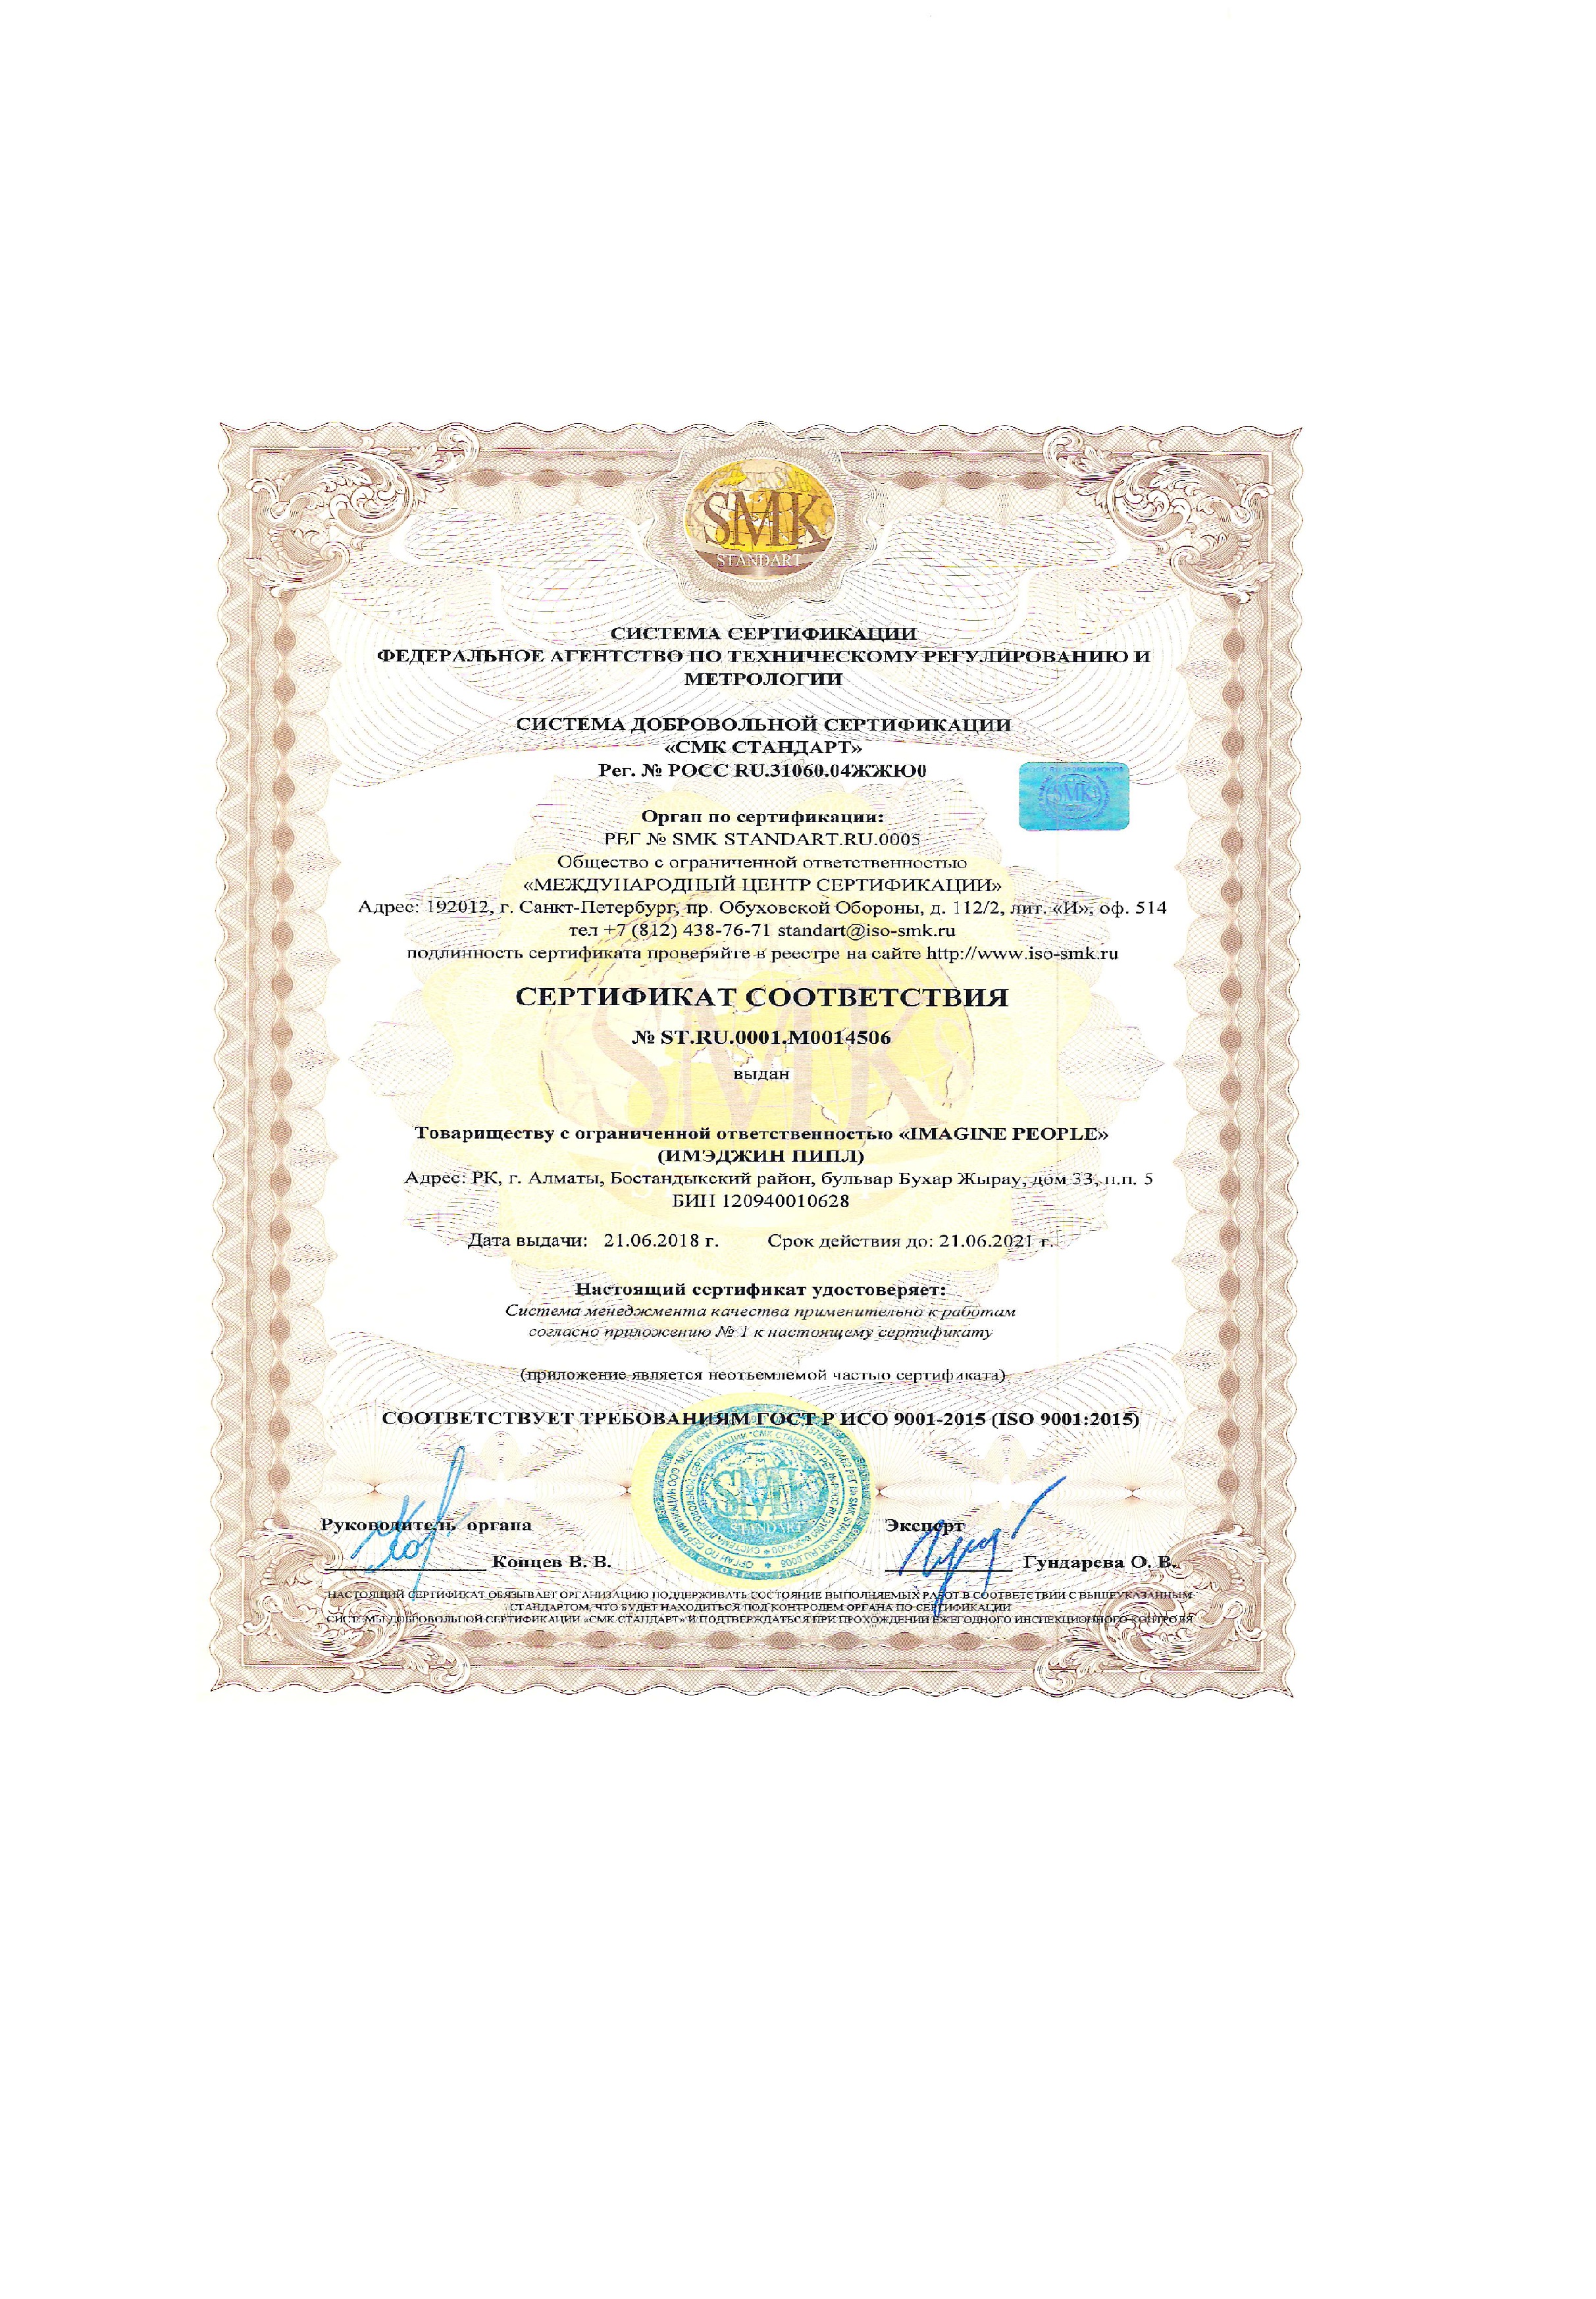 SMK
STANDART
СИСТЕМА СЕРТИФИКАЦИИ
ФЕДЕРАЛЬНОЕ АГЕНТСТВО ПО ТЕХНИЧЕСКОМУ РЕГУЛИРОВАНИЮ И
МЕТРОЛОГИИ
СИСТЕМА ДОБРОВОЛЬНОЙ СЕРТИФИКАЦИИ
«СМК СТАНДАРТ»
Рег. № РОСС RU.31060.04ЖЖЮ0
SMK
Орган по сертификации:
РЕГ № SMK STANDART.RU.0005
Общество с ограниченной ответственностью
«МЕЖДУНАРОДНЫЙ ЦЕНТР СЕРТИФИКАЦИИ»
Адрес: 192012, г. Санкт-Петербург, пр. Обуховской Обороны, д. 112/2, лит. «И», оф. 514
тел +7 (812) 438-76-71 standart@iso-smk.ru
подлинность сертификата проверяйте в реестре на сайте http://www.iso-smk.ru
СЕРТИФИКАТ СООТВЕТСТВИЯ
№ ST.RU.0001.M0014506
выдан
Товариществу с ограниченной ответственностью «IMAGINE PEOPLE»
(ИМЭДЖИН ПИПЛ)
Адрес: РК, г. Алматы, Бостандыкский район, бульвар Бухар Жырау, дом 33, н.п. 5
БИН 120940010628
Дата выдачи: 21.06.2018 г. Срок действия до: 21.06.2021 г.
Настоящий сертификат удостоверяет:
Система менеджмента качества применительно к работам
согласно приложению № 1 к настоящему сертификату
(приложение является неотъемлемой частью сертификата)
СООТВЕТСТВУЕТ ТРЕБОВАНИЯМ ГОСТ Р ИСО 9001-2015 (ISO 9001:2015)
SMK
STANDART
Руководитель органа
Концев В. В.
Эксперт
Гундарева О. В.
НАСТОЯЩИЙ СЕРТИФИКАТ ОБЯЗЫВАЕТ ОРГАНИЗАЦИЮ ПОДДЕРЖИВАТЬ СОСТОЯНИЕ ВЫПОЛНЯЕМЫХ РАБОТ В СООТВЕТСТВИИ С ВЫШЕУКАЗАННЫМ
СТАНДАРТОМ, ЧТО БУДЕТ НАХОДИТЬСЯ ПОД КОНТРОЛЕМ ОРГАНА ПО СЕРТИФИКАЦИИ
СИСТЕМЫ ДОБРОВОЛЬНОЙ СЕРТИФИКАЦИИ «СМК СТАНДАРТ» И ПОДТВЕРЖДАТЬСЯ ПРИ ПРОХОЖДЕНИИ ЕЖЕГОДНОГО ИНСПЕКЦИОННОГО КОНТРОЛЯ